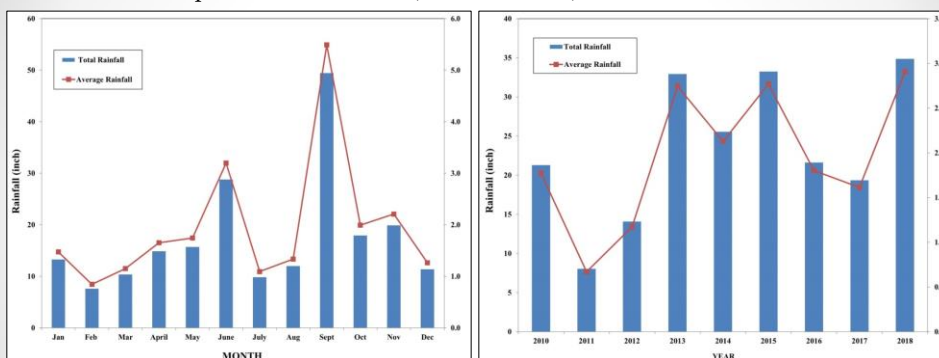 60
50
40
30
20
10
0
Rainfall (inch)
Total Rainfall
Average Rainfall
6.0
5.0
4.0
3.0
2.0
1.0
0.0
Jan Feb Mar April May June July Aug Sept Oct Nov Dec
MONTH
40
35
30
25
20
15
10
5
0
Rainfall (inch)
Total Rainfall
Average Rainfall
2010 2011 2012 2013 2014 2015 2016 2017 2018
YEAR